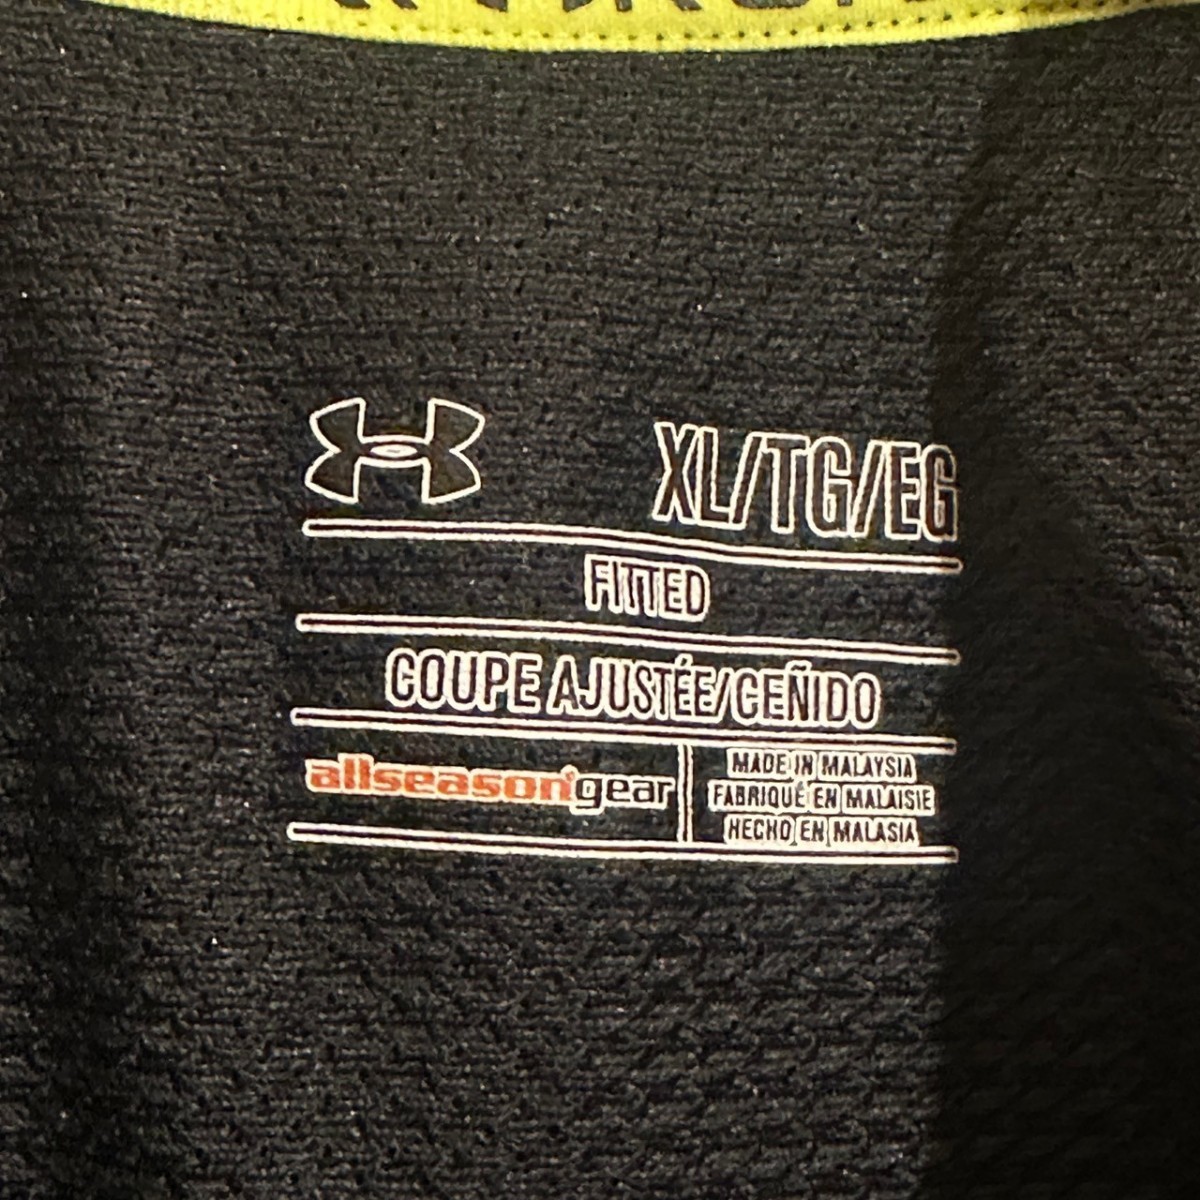 XL/TG/EG
FITTED
COUPE AJUSTÉE/CEÑIDO
allseasongear
MADE IN MALAYSIA
FABRIQUÉ EN MALAISIE
HECHO EN MALASIA